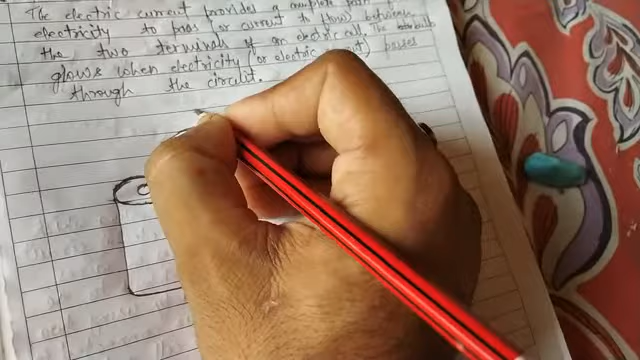 The electric current provides a complete path
electricity to pass (or current to flow) between
the two terminals of an electric cell. The bulb
glows when electricity (or electric current) passes
through the circuit.